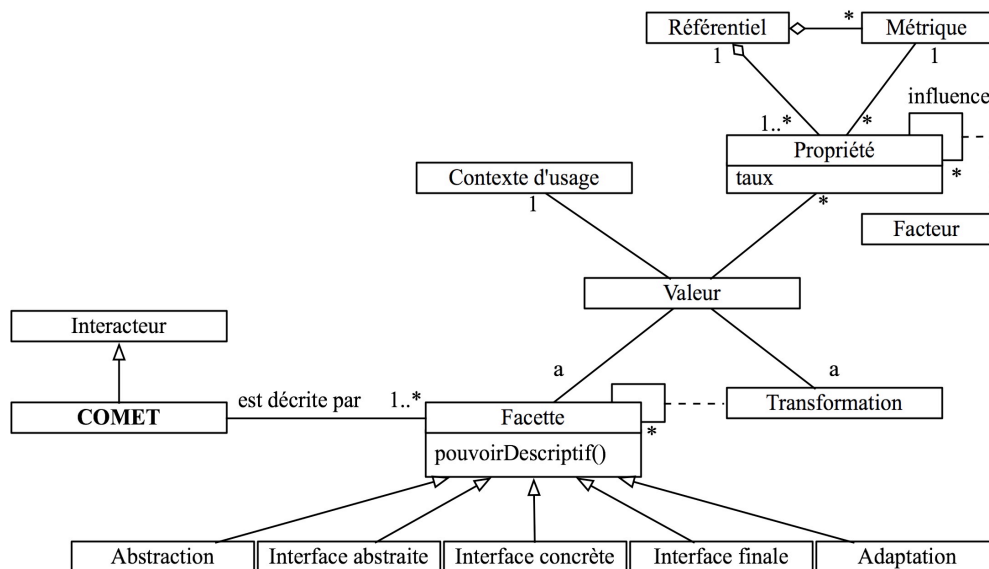 Référentiel
*
Métrique
1
1
influence
1..*
*
Propriété
taux
*
*
Contexte d'usage
1
Facteur
Valeur
Interacteur
a
a
est décrite par
1..*
COMET
Facette
*
Transformation
pouvoirDescriptif()
Abstraction
Interface abstraite
Interface concrète
Interface finale
Adaptation